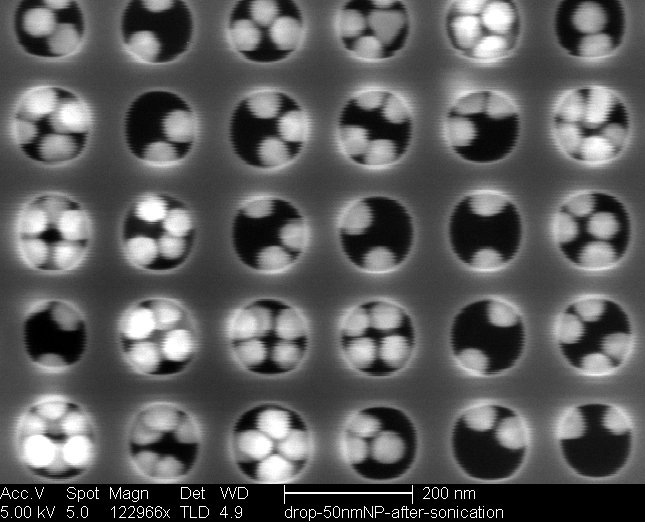 Acc.V Spot Magn Det WD 200 nm
5.00 kV 5.0 122966x TLD 4.9 drop-50nmNP-after-sonication